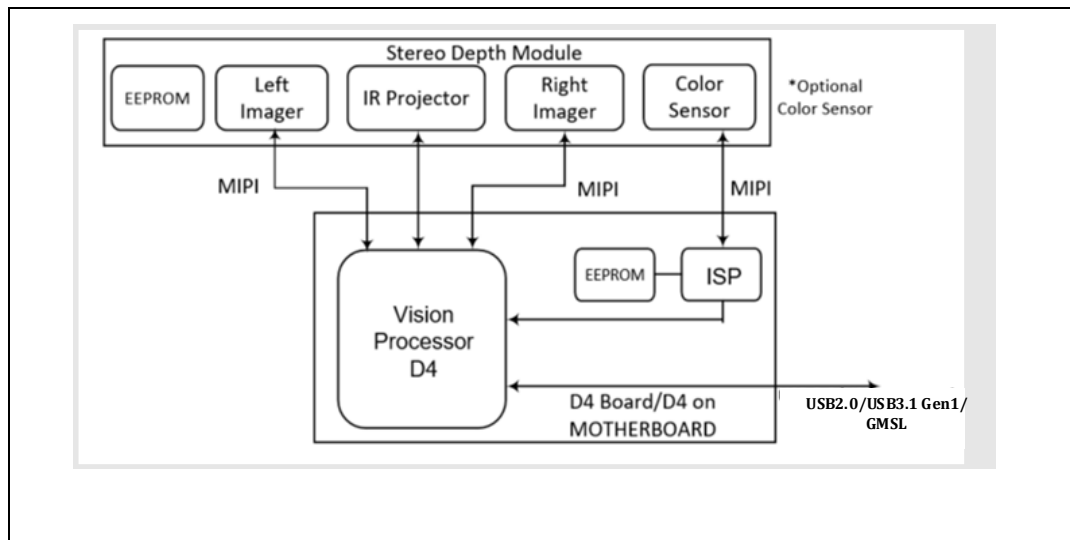 Stereo Depth Module
EEPROM
Left
Imager
IR Projector
Right
Imager
Color
Sensor
*Optional
Color Sensor
MIPI
MIPI
MIPI
EEPROM
ISP
Vision
Processor
D4
D4 Board/D4 on
MOTHERBOARD
USB2.0/USB3.1 Gen1/
GMSL